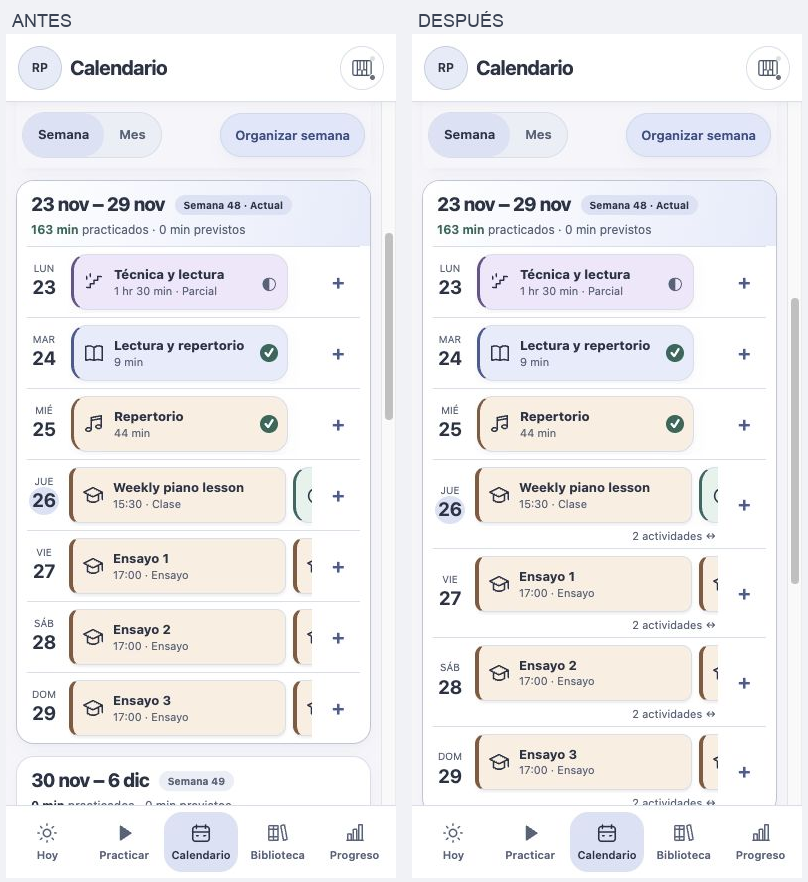 ANTES
RP
Calendario
Semana
Mes
Organizar semana
23 nov – 29 nov
Semana 48 · Actual
163 min practicados · 0 min previstos
LUN
23
Técnica y lectura
1 hr 30 min · Parcial
+
MAR
24
Lectura y repertorio
9 min
+
MIÉ
25
Repertorio
44 min
+
JUE
26
Weekly piano lesson
15:30 · Clase
+
VIE
27
Ensayo 1
17:00 · Ensayo
+
SÁB
28
Ensayo 2
17:00 · Ensayo
+
DOM
29
Ensayo 3
17:00 · Ensayo
+
30 nov – 6 dic
Semana 49
0 min practicados · 0 min previstos
Hoy
Practicar
Calendario
Biblioteca
Progreso
DESPUÉS
RP
Calendario
Semana
Mes
Organizar semana
23 nov – 29 nov
Semana 48 · Actual
163 min practicados · 0 min previstos
LUN
23
Técnica y lectura
1 hr 30 min · Parcial
+
MAR
24
Lectura y repertorio
9 min
+
MIÉ
25
Repertorio
44 min
+
JUE
26
Weekly piano lesson
15:30 · Clase
+
2 actividades ↔
VIE
27
Ensayo 1
17:00 · Ensayo
+
2 actividades ↔
SÁB
28
Ensayo 2
17:00 · Ensayo
+
2 actividades ↔
DOM
29
Ensayo 3
17:00 · Ensayo
+
2 actividades ↔
Hoy
Practicar
Calendario
Biblioteca
Progreso